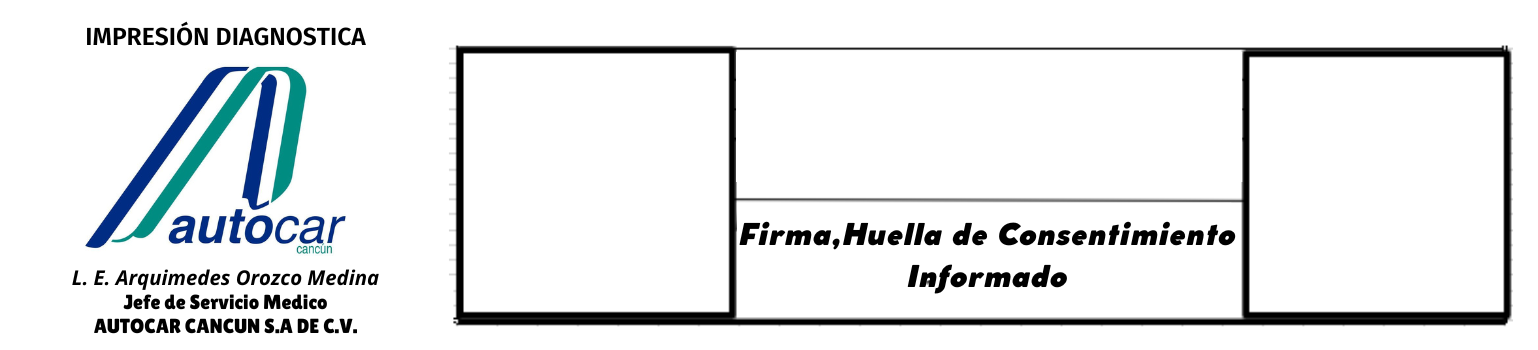 IMPRESIÓN DIAGNOSTICA
autocar
cancún
L. E. Arquimedes Orozco Medina
Jefe de Servicio Medico
AUTOCAR CANCUN S.A DE C.V.
Firma,Huella de Consentimiento
Informado